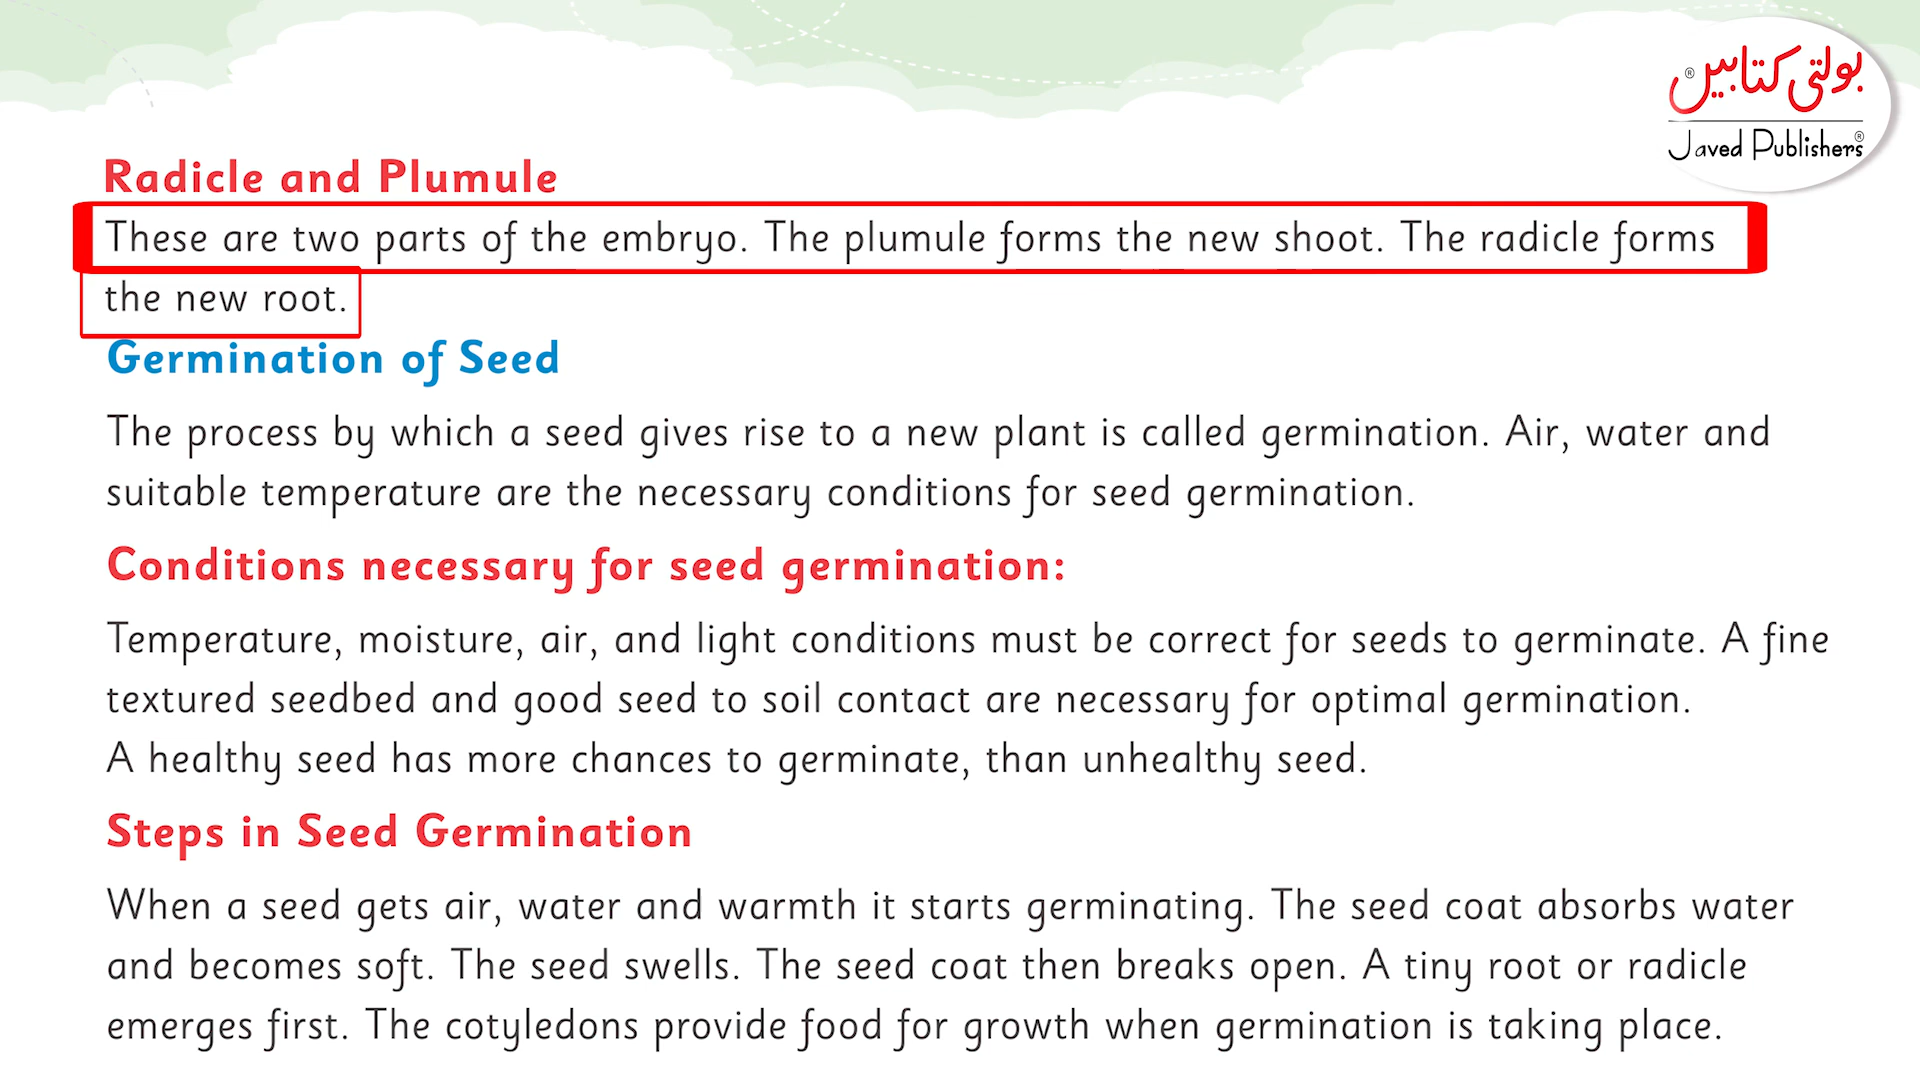 بولتی کتابیں®
Javed Publishers®
Radicle and Plumule
These are two parts of the embryo. The plumule forms the new shoot. The radicle forms
the new root.
Germination of Seed
The process by which a seed gives rise to a new plant is called germination. Air, water and
suitable temperature are the necessary conditions for seed germination.
Conditions necessary for seed germination:
Temperature, moisture, air, and light conditions must be correct for seeds to germinate. A fine
textured seedbed and good seed to soil contact are necessary for optimal germination.
A healthy seed has more chances to germinate, than unhealthy seed.
Steps in Seed Germination
When a seed gets air, water and warmth it starts germinating. The seed coat absorbs water
and becomes soft. The seed swells. The seed coat then breaks open. A tiny root or radicle
emerges first. The cotyledons provide food for growth when germination is taking place.